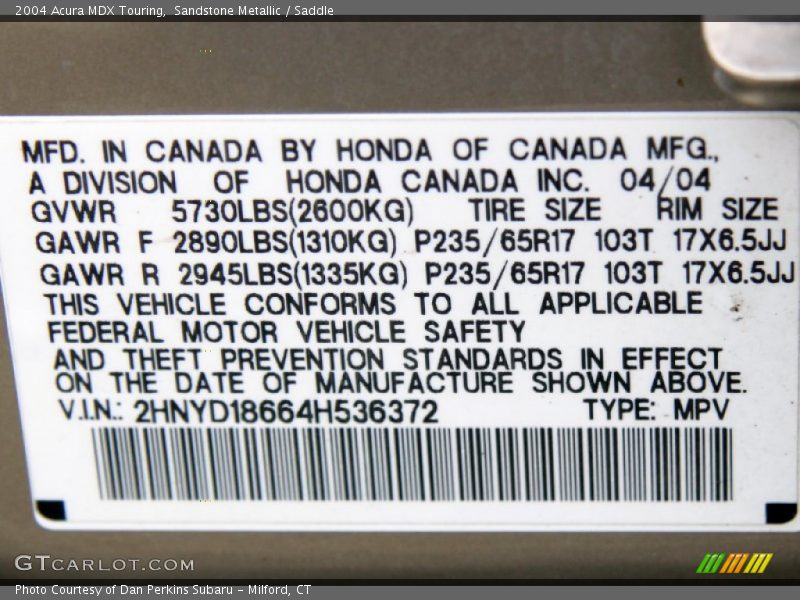 2004 Acura MDX Touring, Sandstone Metallic / Saddle
MFD. IN CANADA BY HONDA OF CANADA MFG.,
A DIVISION OF HONDA CANADA INC. 04/04
GVWR 5730LBS(2600KG) TIRE SIZE RIM SIZE
GAWR F 2890LBS(1310KG) P235/65R17 103T 17X6.5JJ
GAWR R 2945LBS(1335KG) P235/65R17 103T 17X6.5JJ
THIS VEHICLE CONFORMS TO ALL APPLICABLE
FEDERAL MOTOR VEHICLE SAFETY
AND THEFT PREVENTION STANDARDS IN EFFECT
ON THE DATE OF MANUFACTURE SHOWN ABOVE.
V.I.N.: 2HNYD18664H536372 TYPE: MPV
GTCARLOT.COM
Photo Courtesy of Dan Perkins Subaru - Milford, CT